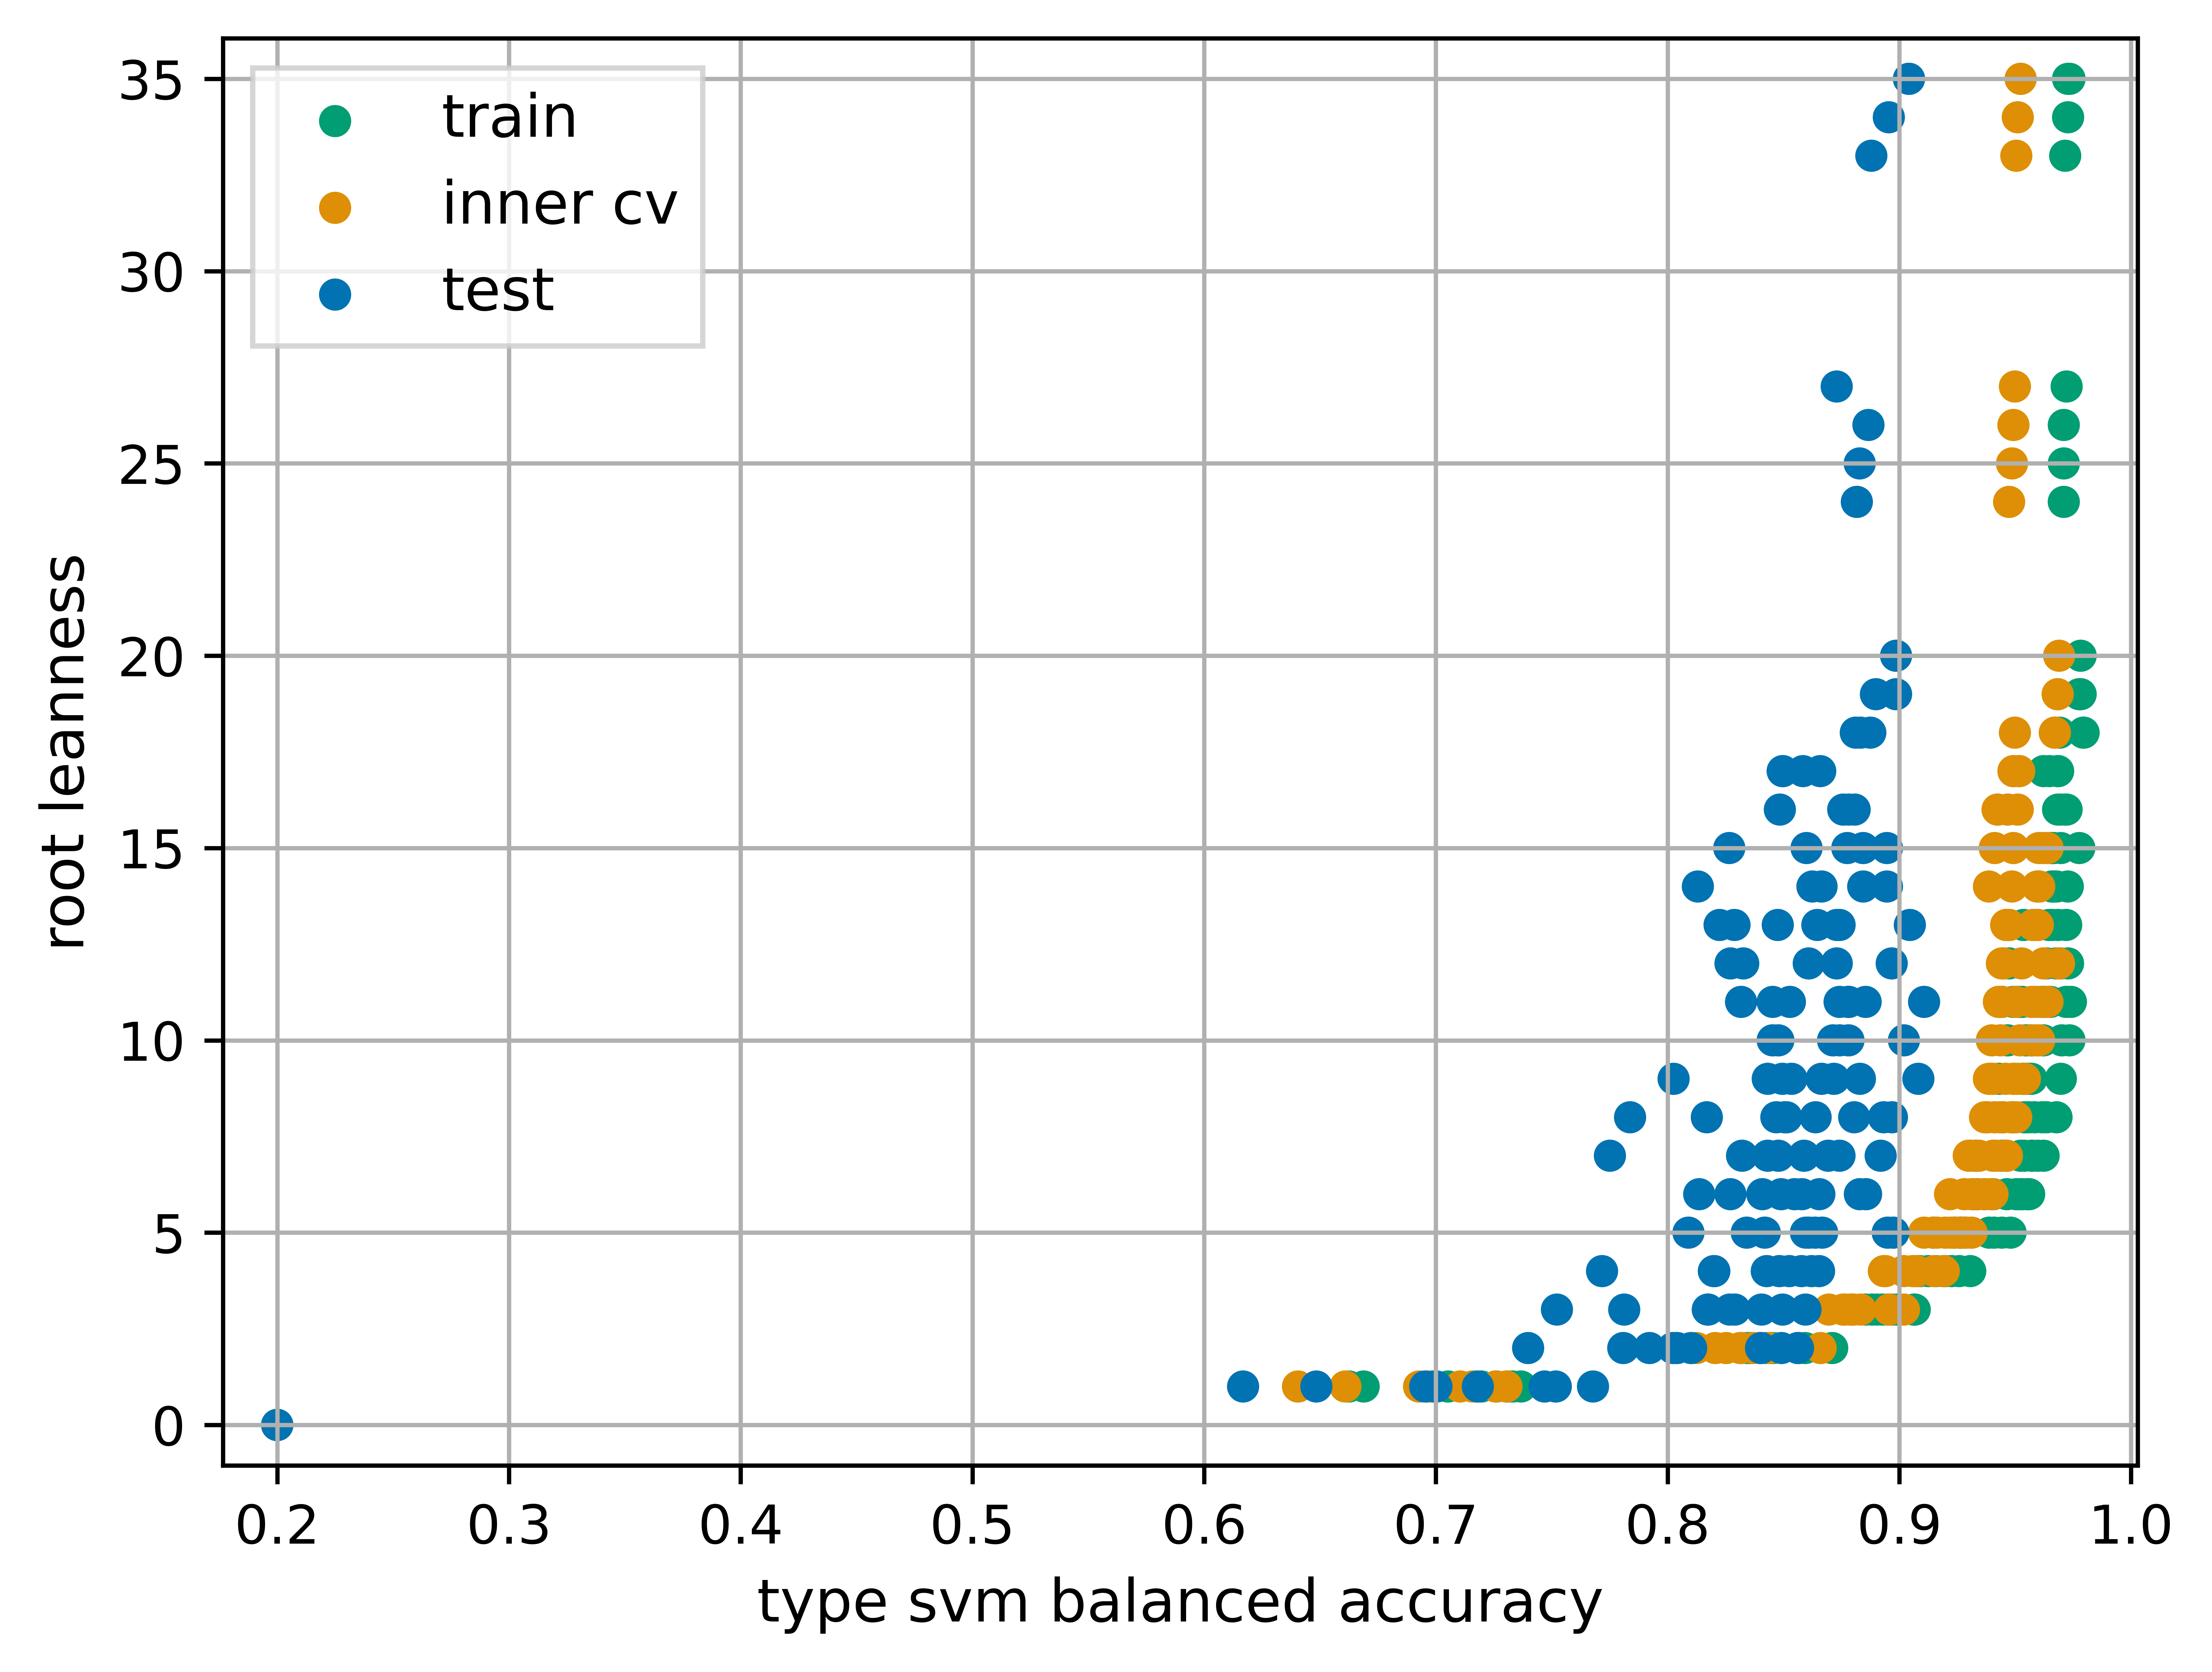 train
inner cv
test
root leanness
35
30
25
20
15
10
5
0
0.2 0.3 0.4 0.5 0.6 0.7 0.8 0.9 1.0
type svm balanced accuracy